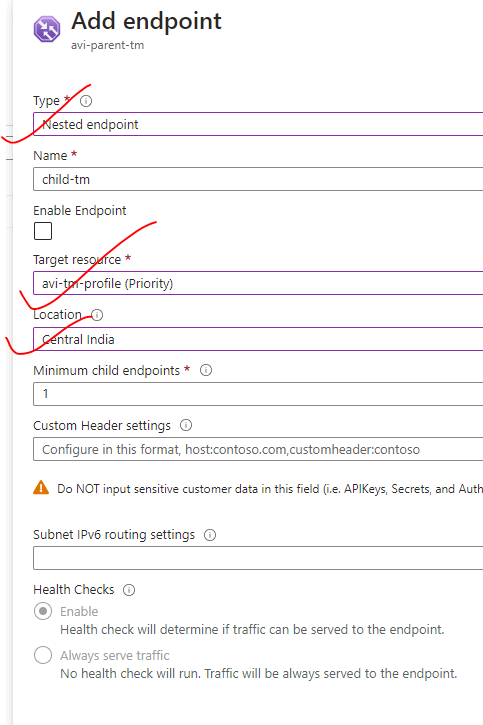 Add endpoint
avi-parent-tm
Type *
Nested endpoint
Name *
child-tm
Enable Endpoint
Target resource *
avi-tm-profile (Priority)
Location
Central India
Minimum child endpoints *
1
Custom Header settings
Configure in this format, host:contoso.com,customheader:contoso
Do NOT input sensitive customer data in this field (i.e. APIKeys, Secrets, and Auth
Subnet IPv6 routing settings
Health Checks
Enable
Health check will determine if traffic can be served to the endpoint.
Always serve traffic
No health check will run. Traffic will be always served to the endpoint.